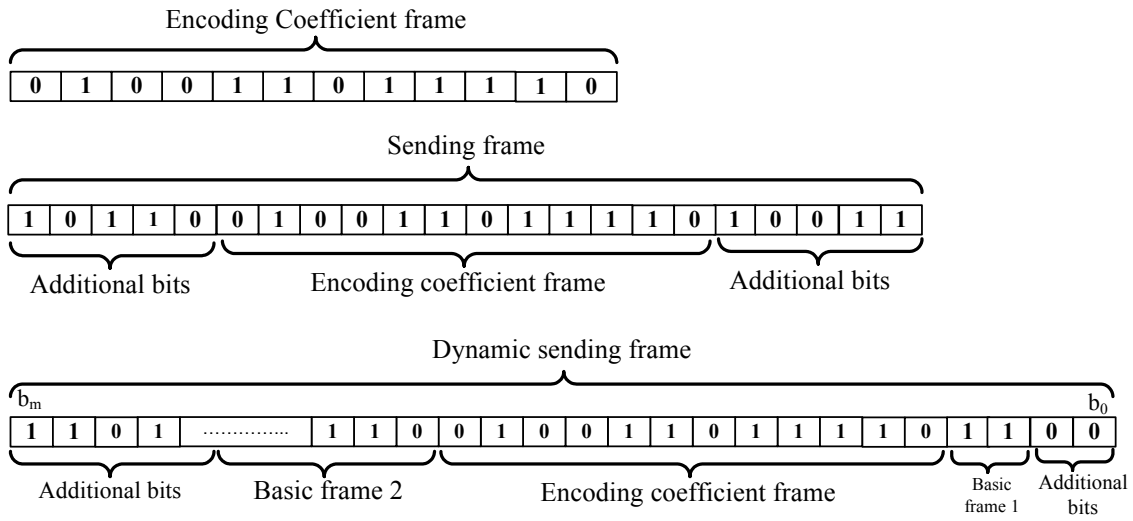 Encoding Coefficient frame
0 1 0 0 1 1 0 1 1 1 1 0
Sending frame
1 0 1 1 0 0 1 0 0 1 1 0 1 1 1 1 0 1 0 0 1 1
Additional bits Encoding coefficient frame Additional bits
Dynamic sending frame
bm b0
1 1 0 1 .............. 1 1 0 0 1 0 0 1 1 0 1 1 1 1 0 1 1 0 0
Additional bits Basic frame 2 Encoding coefficient frame Basic frame 1 Additional bits